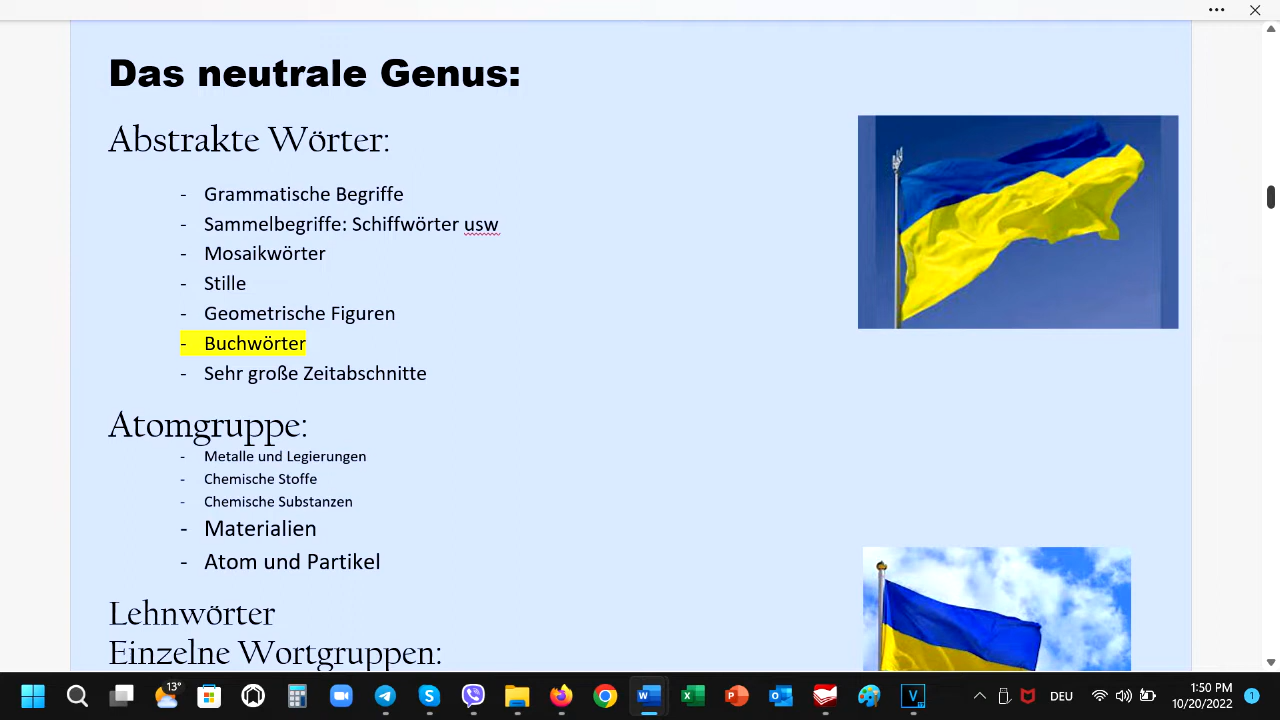 Das neutrale Genus:
Abstrakte Wörter:
- Grammatische Begriffe
- Sammelbegriffe: Schiffwörter usw
- Mosaikwörter
- Stille
- Geometrische Figuren
- Buchwörter
- Sehr große Zeitabschnitte
Atomgruppe:
- Metalle und Legierungen
- Chemische Stoffe
- Chemische Substanzen
- Materialien
- Atom und Partikel
Lehnwörter
Einzelne Wortgruppen:
13°
DEU
1:50 PM
10/20/2022
1